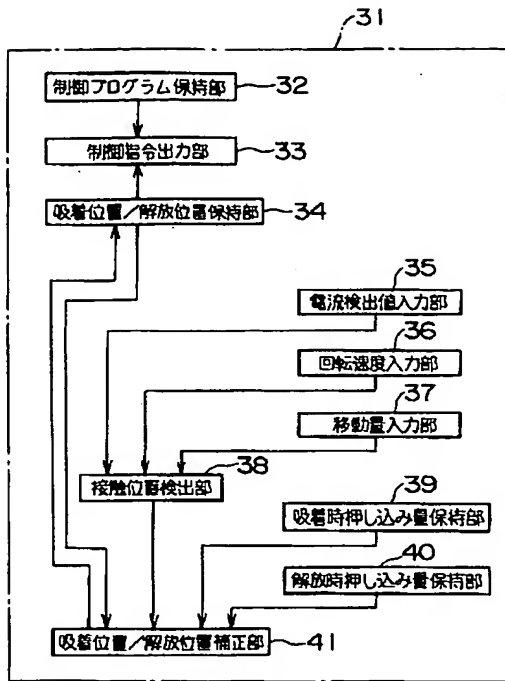 31
制御プログラム保持部 32
制御指令出力部 33
吸着位置/解放位置保持部 34
35
電流検出値入力部
36
回転速度入力部
37
移動量入力部
接触位置検出部 38
39
吸着時押し込み量保持部
40
解放時押し込み量保持部
吸着位置/解放位置補正部 41